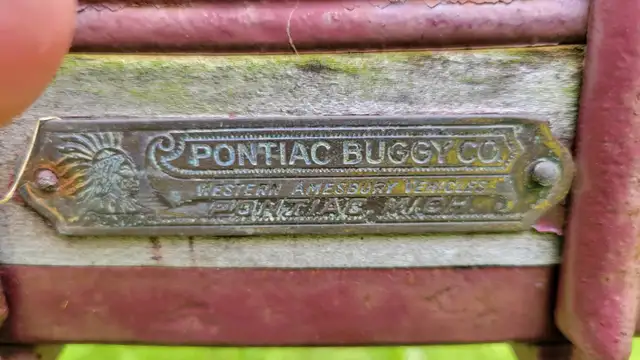 PONTIAC BUGGY CO.
WESTERN AMESBURY VEHICLES
PONTIAC, MICH.